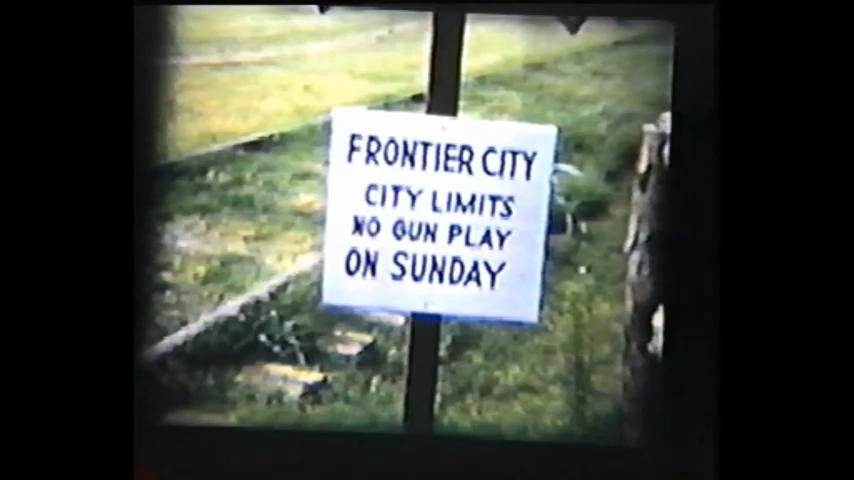 FRONTIER CITY
CITY LIMITS
NO GUN PLAY
ON SUNDAY